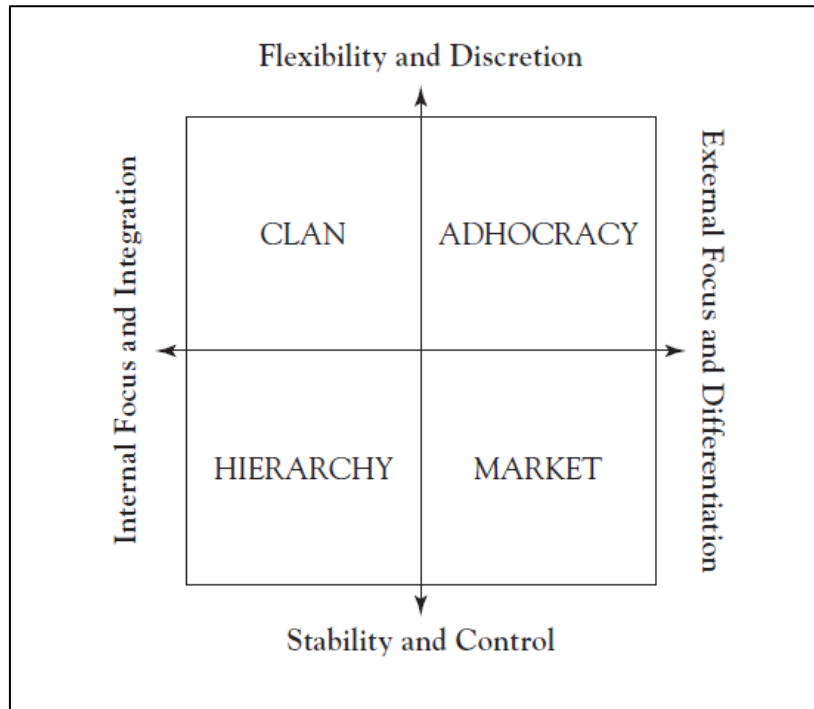 Flexibility and Discretion
Internal Focus and Integration
External Focus and Differentiation
CLAN
ADHOCRACY
HIERARCHY
MARKET
Stability and Control